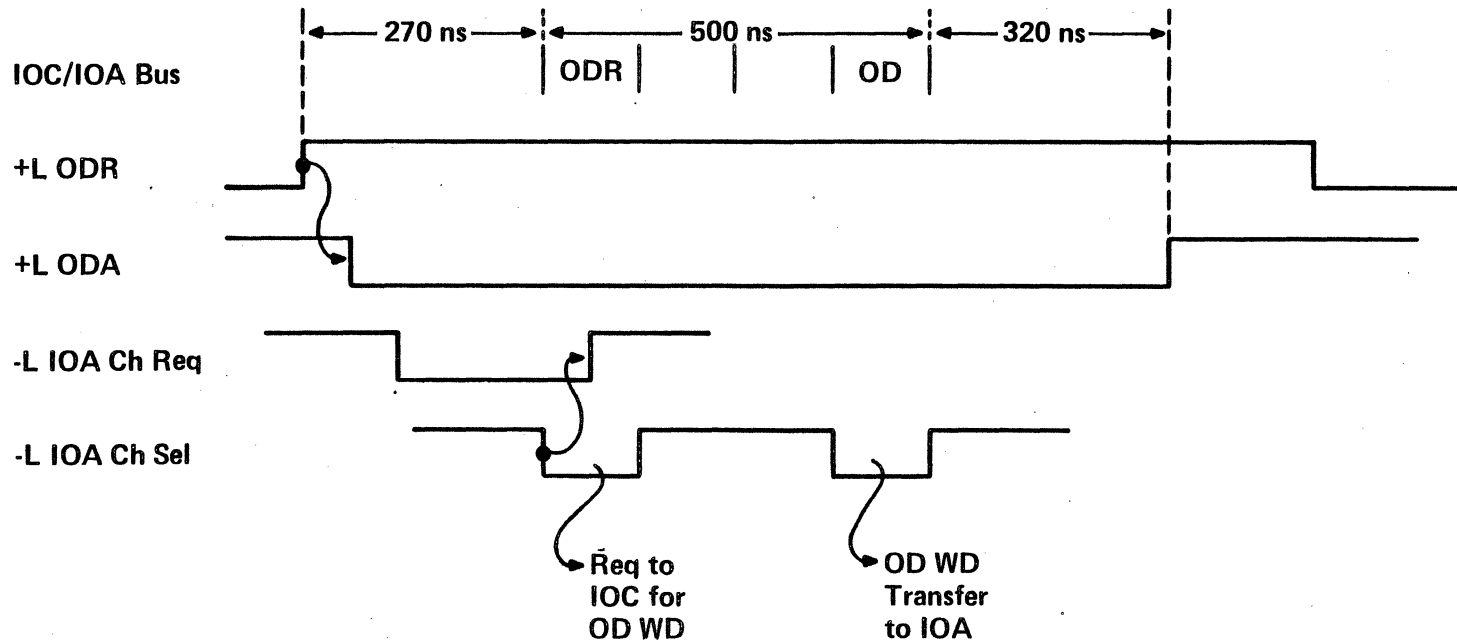 270 ns 500 ns 320 ns
IOC/IOA Bus ODR OD
+L ODR
+L ODA
-L IOA Ch Req
-L IOA Ch Sel
Req to
IOC for
OD WD
OD WD
Transfer
to IOA